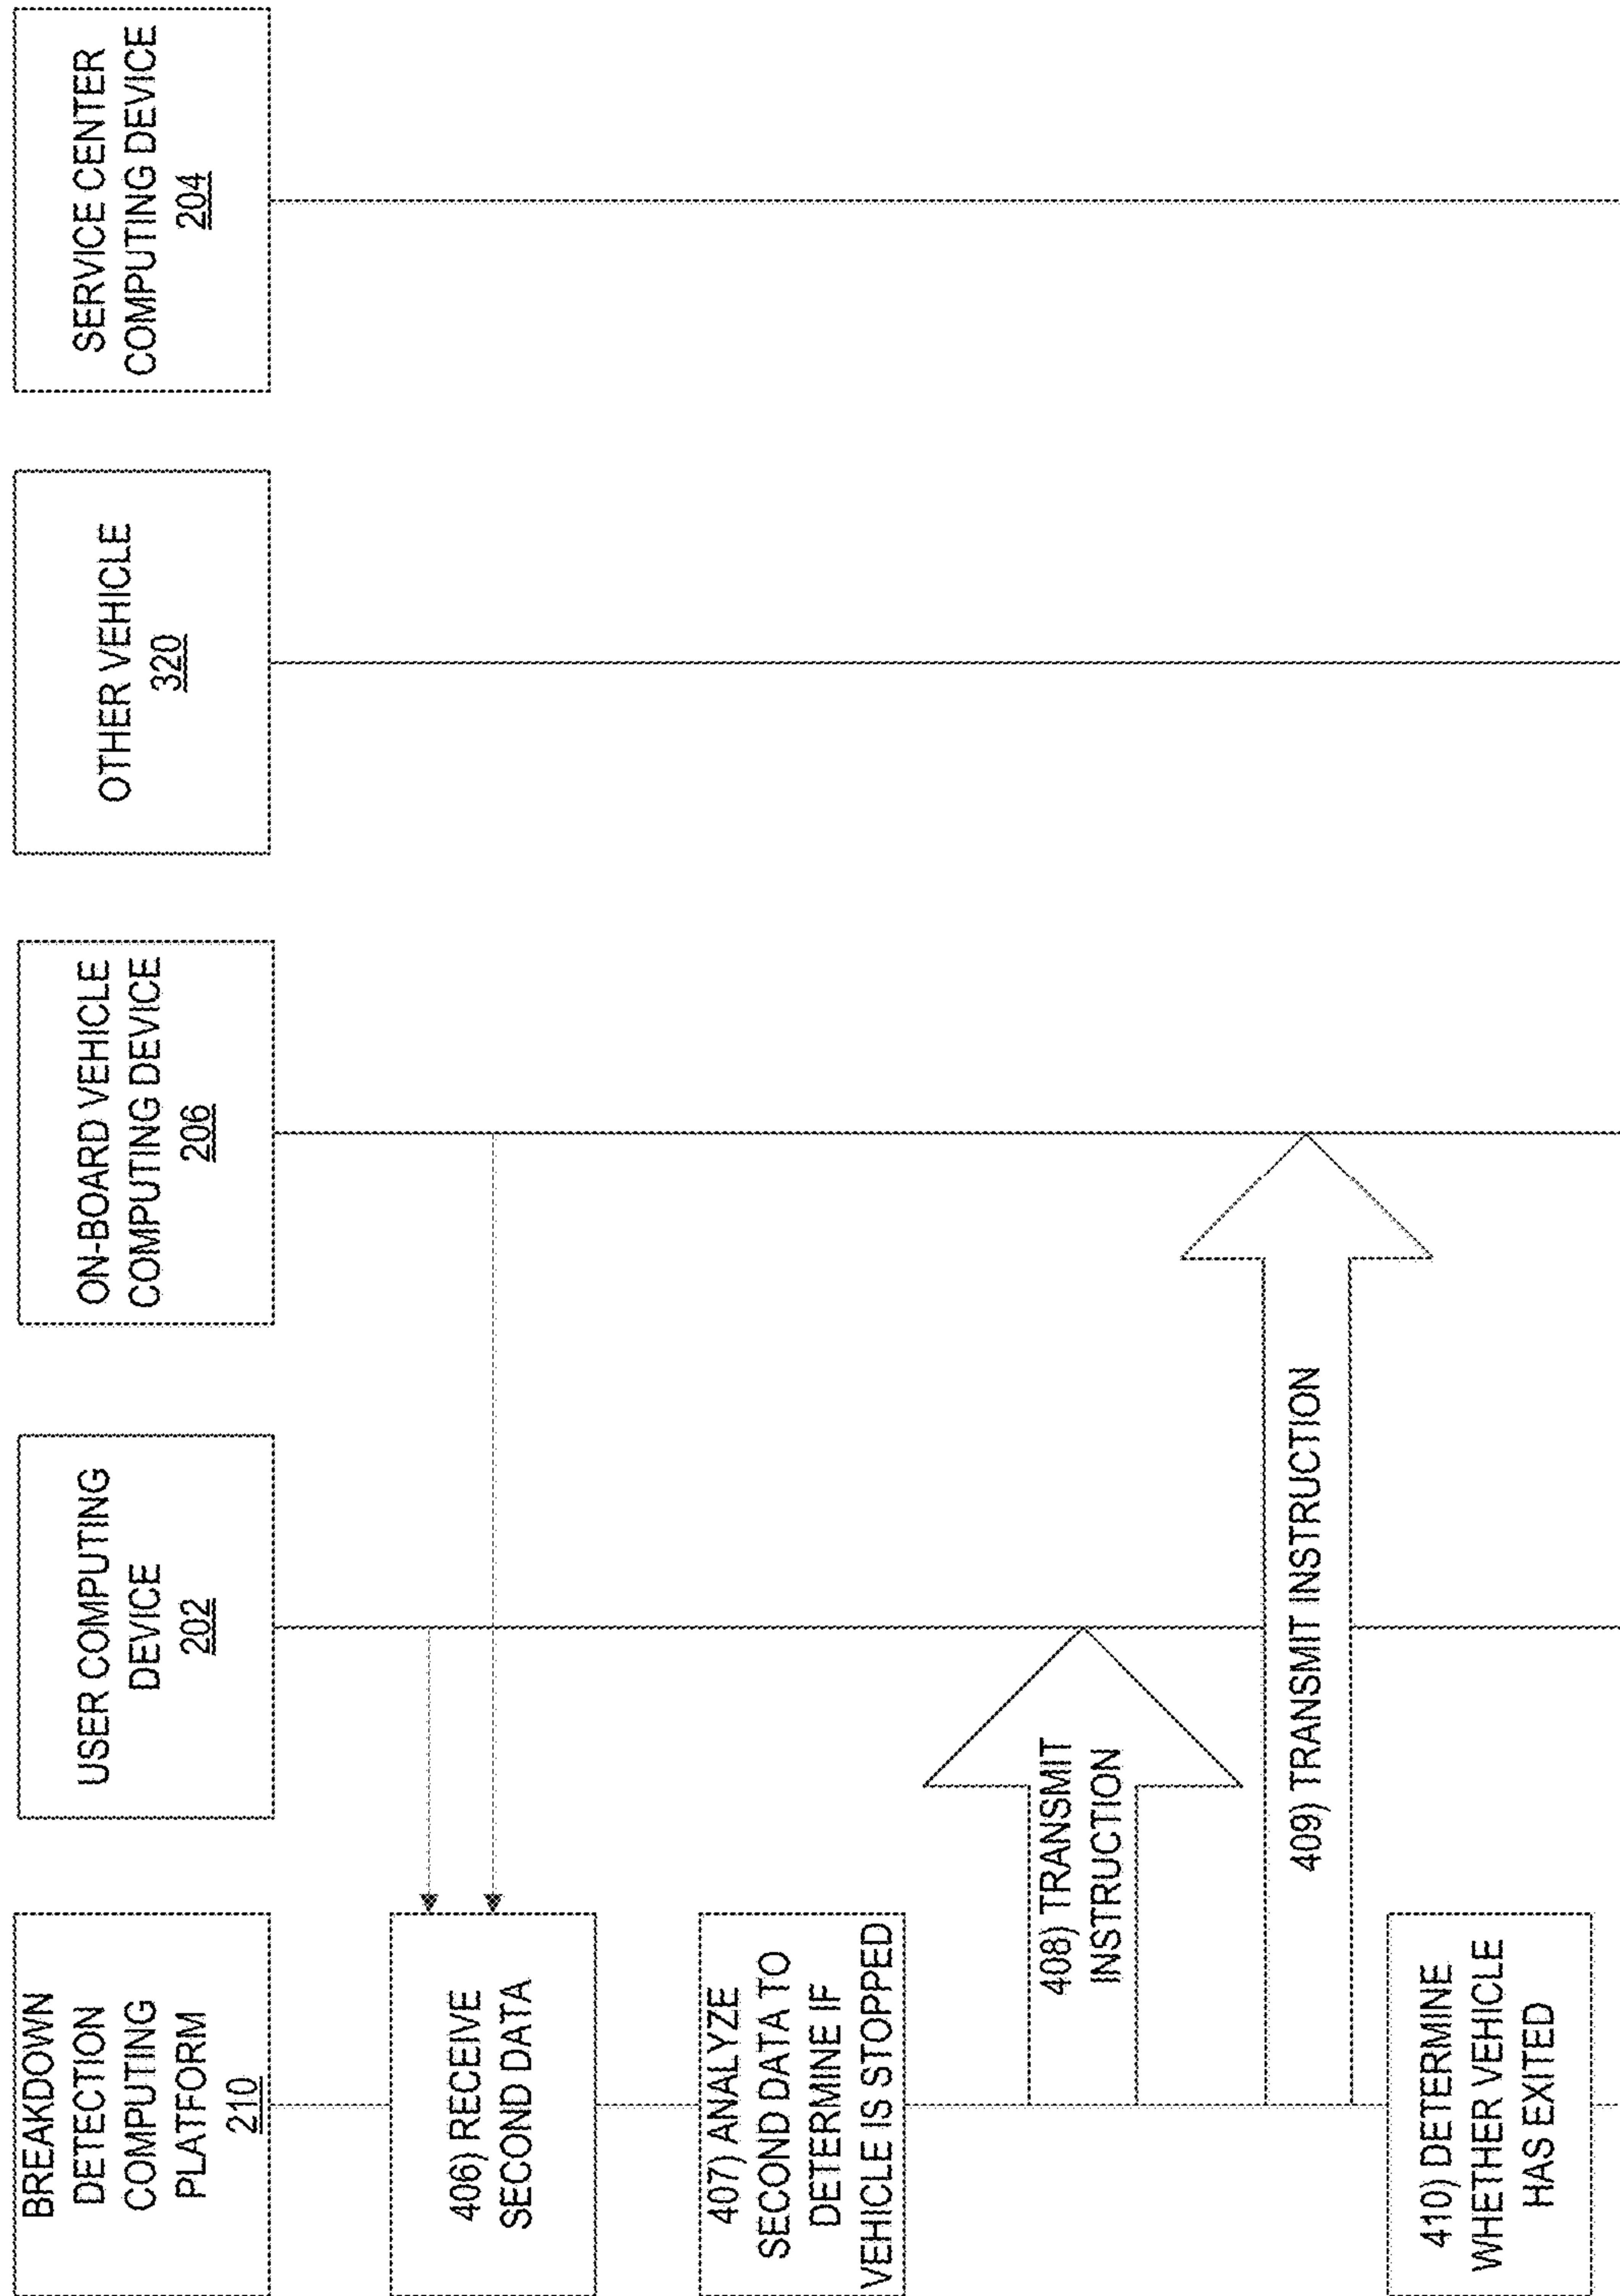 BREAKDOWN
DETECTION
COMPUTING
PLATFORM
210
USER COMPUTING
DEVICE
202
ON-BOARD VEHICLE
COMPUTING DEVICE
206
OTHER VEHICLE
320
SERVICE CENTER
COMPUTING DEVICE
204
406) RECEIVE
SECOND DATA
407) ANALYZE
SECOND DATA TO
DETERMINE IF
VEHICLE IS STOPPED
408) TRANSMIT
INSTRUCTION
409) TRANSMIT INSTRUCTION
410) DETERMINE
WHETHER VEHICLE
HAS EXITED